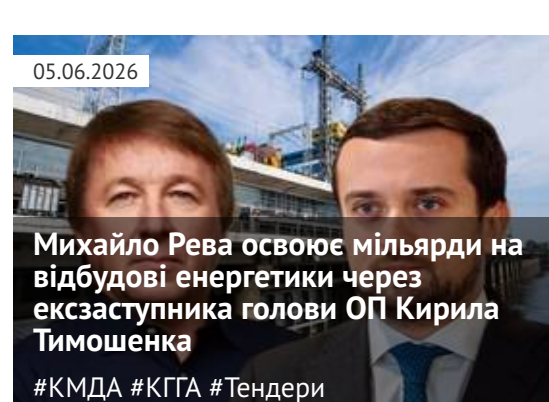 05.06.2026
Михайло Рева освоює мільярди на
відбудові енергетики через
ексзаступника голови ОП Кирила
Тимошенка
#КМДА #КГГА #Тендери